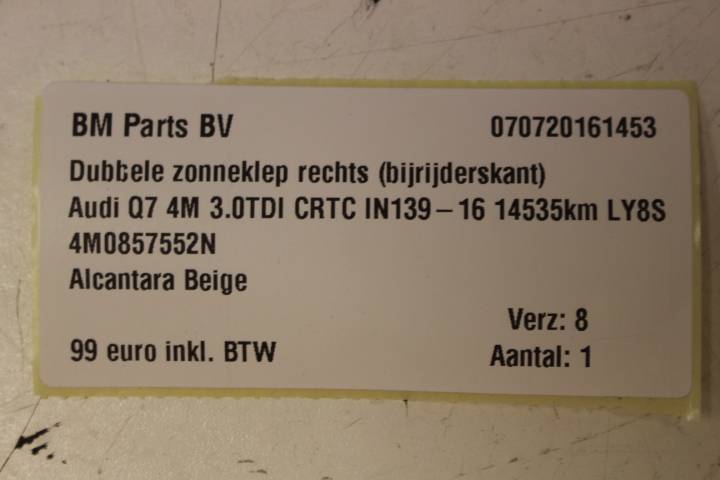 BM Parts BV 070720161453
Dubbele zonneklep rechts (bijrijderskant)
Audi Q7 4M 3.0TDI CRTC IN139 – 16 14535km LY8S
4M0857552N
Alcantara Beige
Verz: 8
99 euro inkl. BTW Aantal: 1